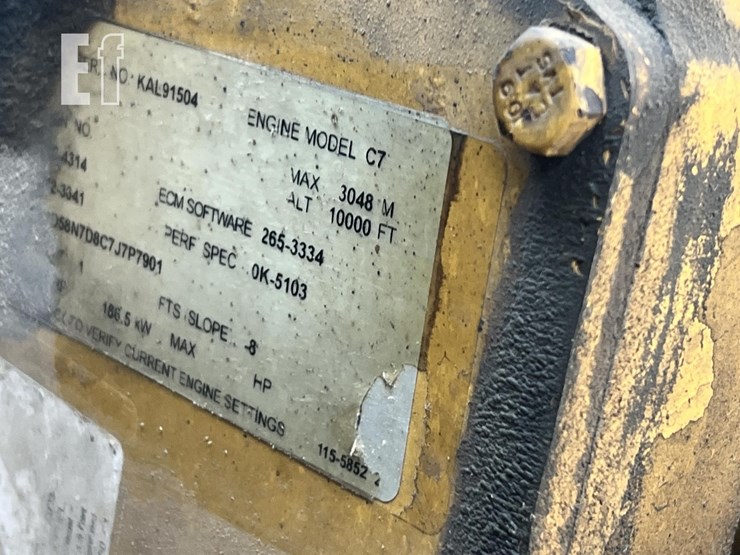 Ef
NO. KAL91504
ENGINE MODEL C7
NO
4314
MAX 3048 M
ALT 10000 FT
3341
ECM SOFTWARE 265-3334
PERF SPEC 0K-5103
58N7D8C7J7P7901
1
FTS SLOPE 8
186.5 kW MAX HP
TO VERIFY CURRENT ENGINE SETTINGS
115-5852 2